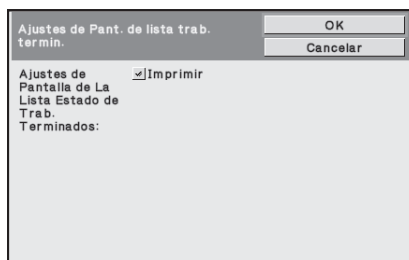 Ajustes de Pant. de lista trab.
termin.
OK
Cancelar
Ajustes de
Pantalla de La
Lista Estado de
Trab.
Terminados:
Imprimir